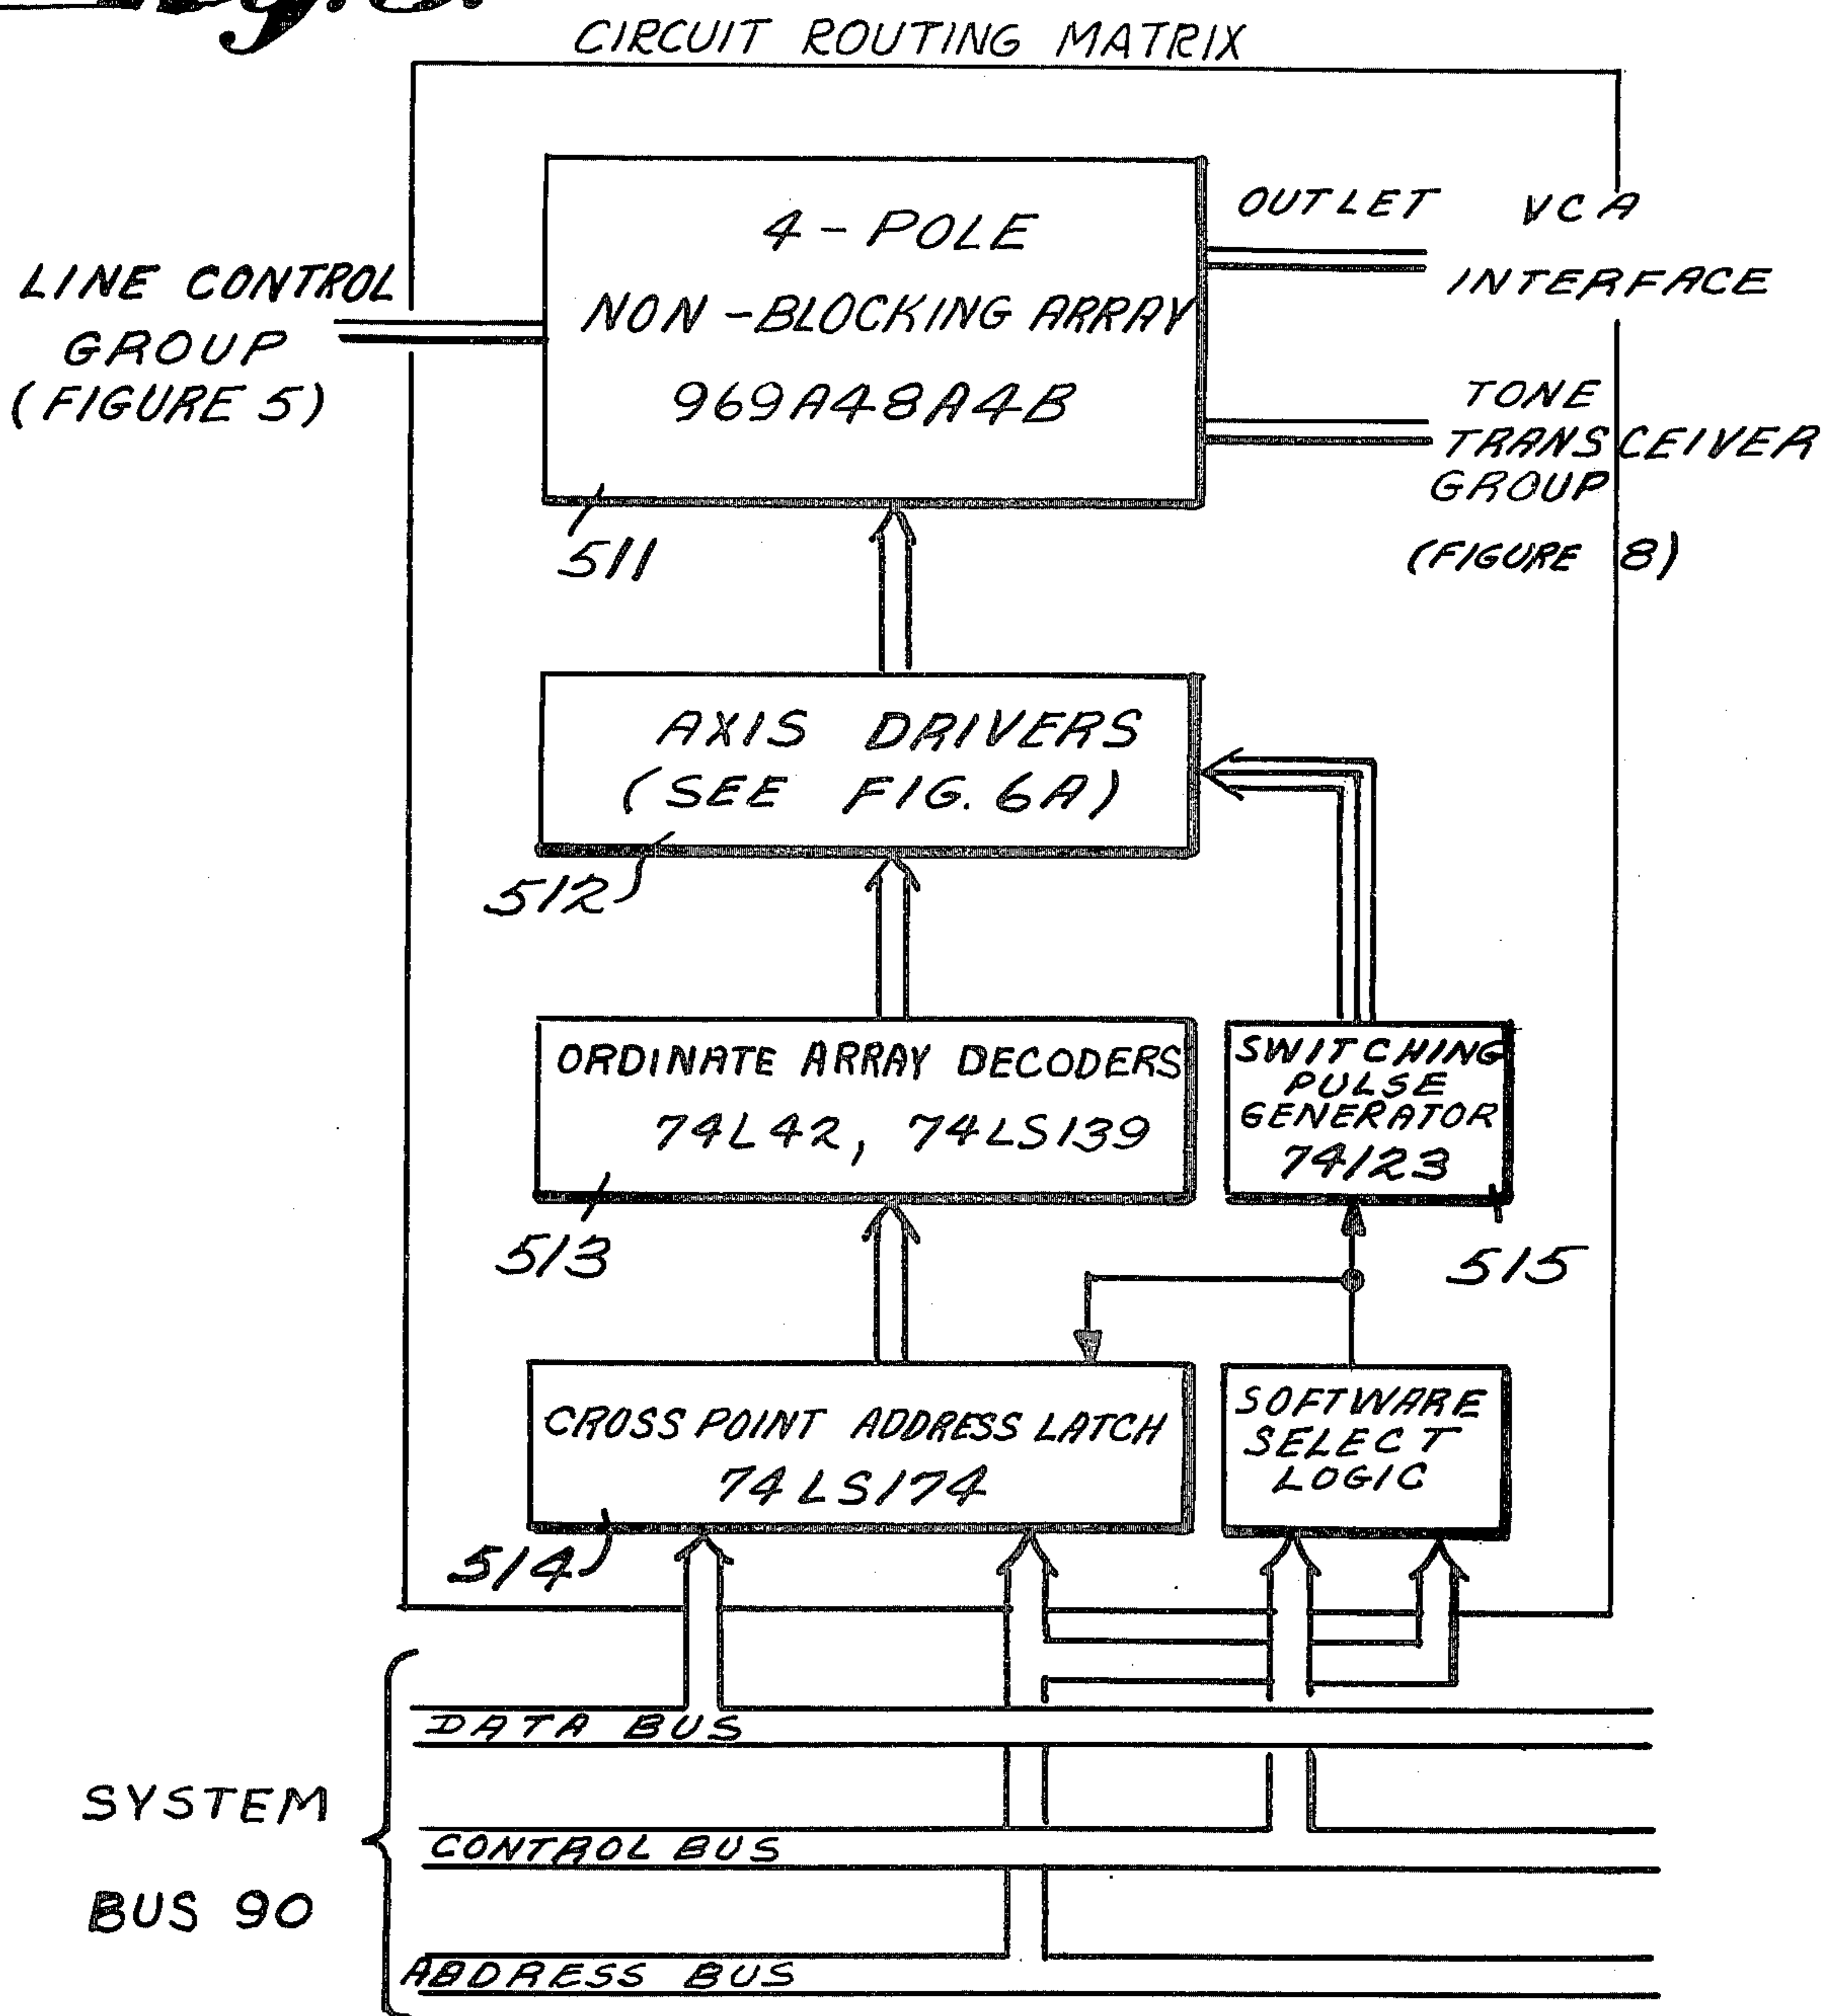 CIRCUIT ROUTING MATRIX
4-POLE
NON-BLOCKING ARRAY
969A48A4B
LINE CONTROL
GROUP
(FIGURE 5)
OUTLET VCA
INTERFACE
TONE
TRANSCEIVER
GROUP
(FIGURE 8)
511
AXIS DRIVERS
(SEE FIG. 6A)
512
ORDINATE ARRAY DECODERS
74L42, 74LS139
513
SWITCHING
PULSE
GENERATOR
74123
515
CROSS POINT ADDRESS LATCH
74LS174
514
SOFTWARE
SELECT
LOGIC
SYSTEM
BUS 90
DATA BUS
CONTROL BUS
ADDRESS BUS